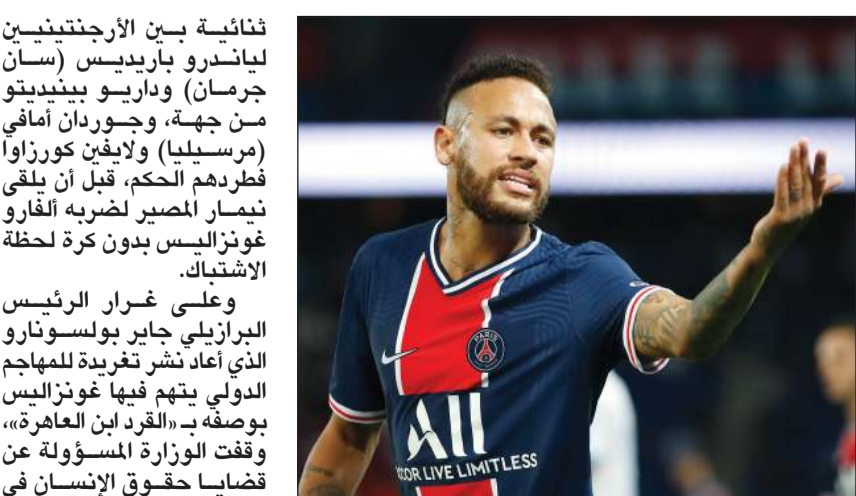 ثنائية بين الأرجنتينيين
لياندرو باريديس (سان
جرمان) وداريو بينيديتو
من جهة، وجوردان أمافي
(مرسيليا) ولايفين كورزاوا
فطردهم الحكم، قبل أن يلقى
نيمار المصير لضربه ألفارو
غونزاليس بدون كرة لحظة
الاشتباك.
وعلى غرار الرئيس
البرازيلي جاير بولسونارو
الذي أعاد نشر تغريدة للمهاجم
الدولي يتهم فيها غونزاليس
بوصفه بـ«القرد ابن العاهرة»،
وقفت الوزارة المسؤولة عن
قضايا حقوق الإنسان في
PARIS
ALL
LIVE LIMITLESS